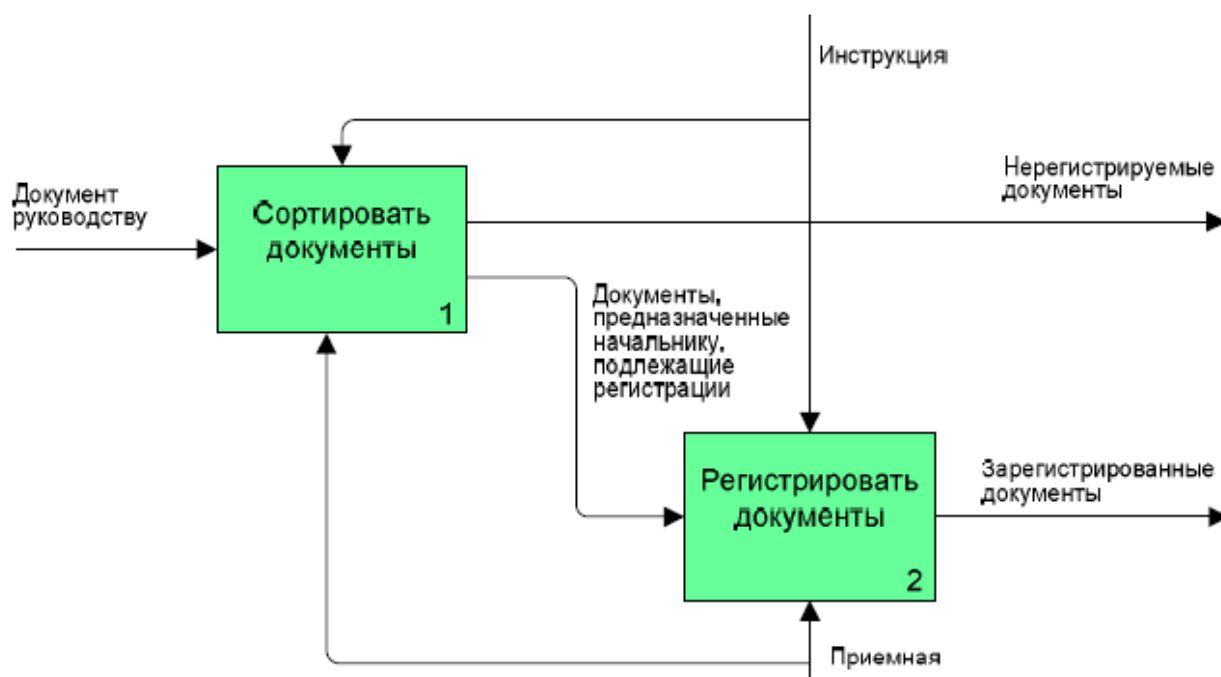 Инструкция
Документ
руководству
Сортировать
документы
1
Нерегистрируемые
документы
Документы,
предназначенные
начальнику,
подлежащие
регистрации
Регистрировать
документы
2
Зарегистрированные
документы
Приемная